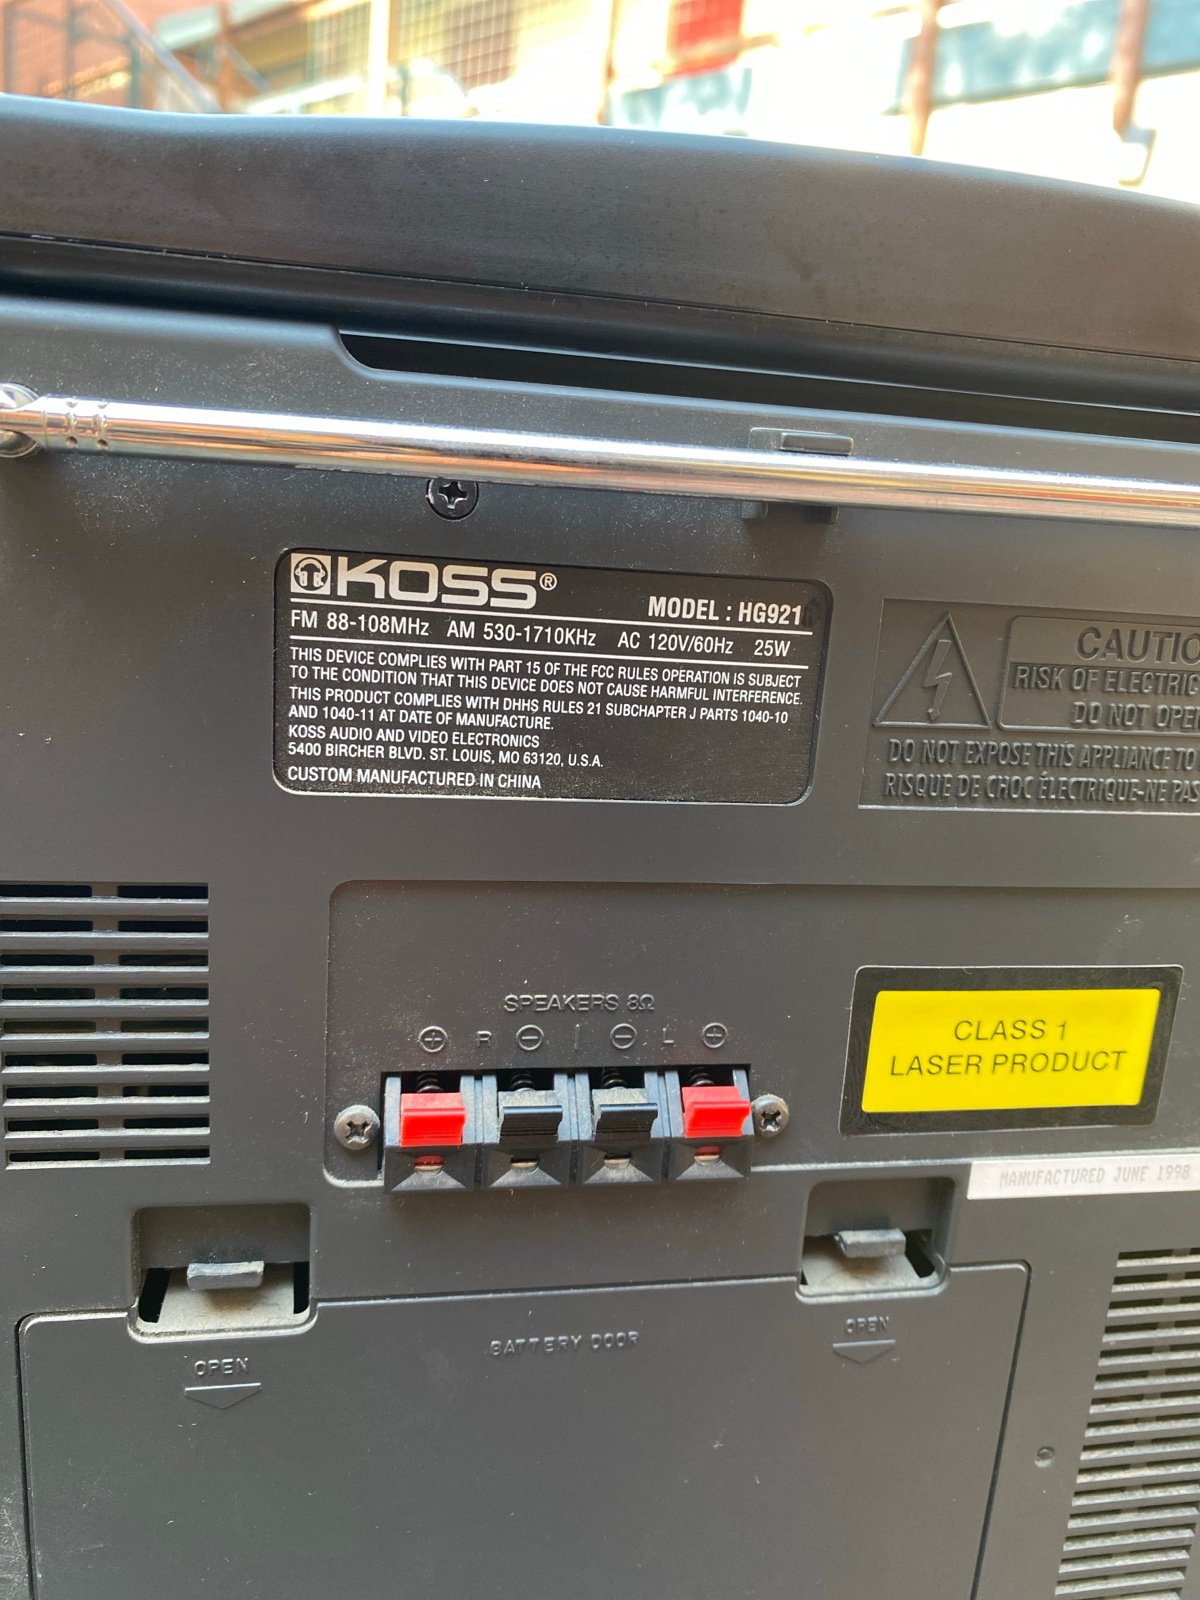 KOSS®
MODEL : HG921
FM 88-108MHz AM 530-1710KHz AC 120V/60Hz 25W
THIS DEVICE COMPLIES WITH PART 15 OF THE FCC RULES OPERATION IS SUBJECT
TO THE CONDITION THAT THIS DEVICE DOES NOT CAUSE HARMFUL INTERFERENCE.
THIS PRODUCT COMPLIES WITH DHHS RULES 21 SUBCHAPTER J PARTS 1040-10
AND 1040-11 AT DATE OF MANUFACTURE.
KOSS AUDIO AND VIDEO ELECTRONICS
5400 BIRCHER BLVD. ST. LOUIS, MO 63120, U.S.A.
CUSTOM MANUFACTURED IN CHINA
CAUTIO
RISK OF ELECTRIC
DO NOT OPEN
DO NOT EXPOSE THIS APPLIANCE TO
RISQUE DE CHOC ÉLECTRIQUE-NE PAS
SPEAKERS 8Ω
+ R - | - L +
CLASS 1
LASER PRODUCT
MANUFACTURED JUNE 1998
OPEN
BATTERY DOOR
OPEN